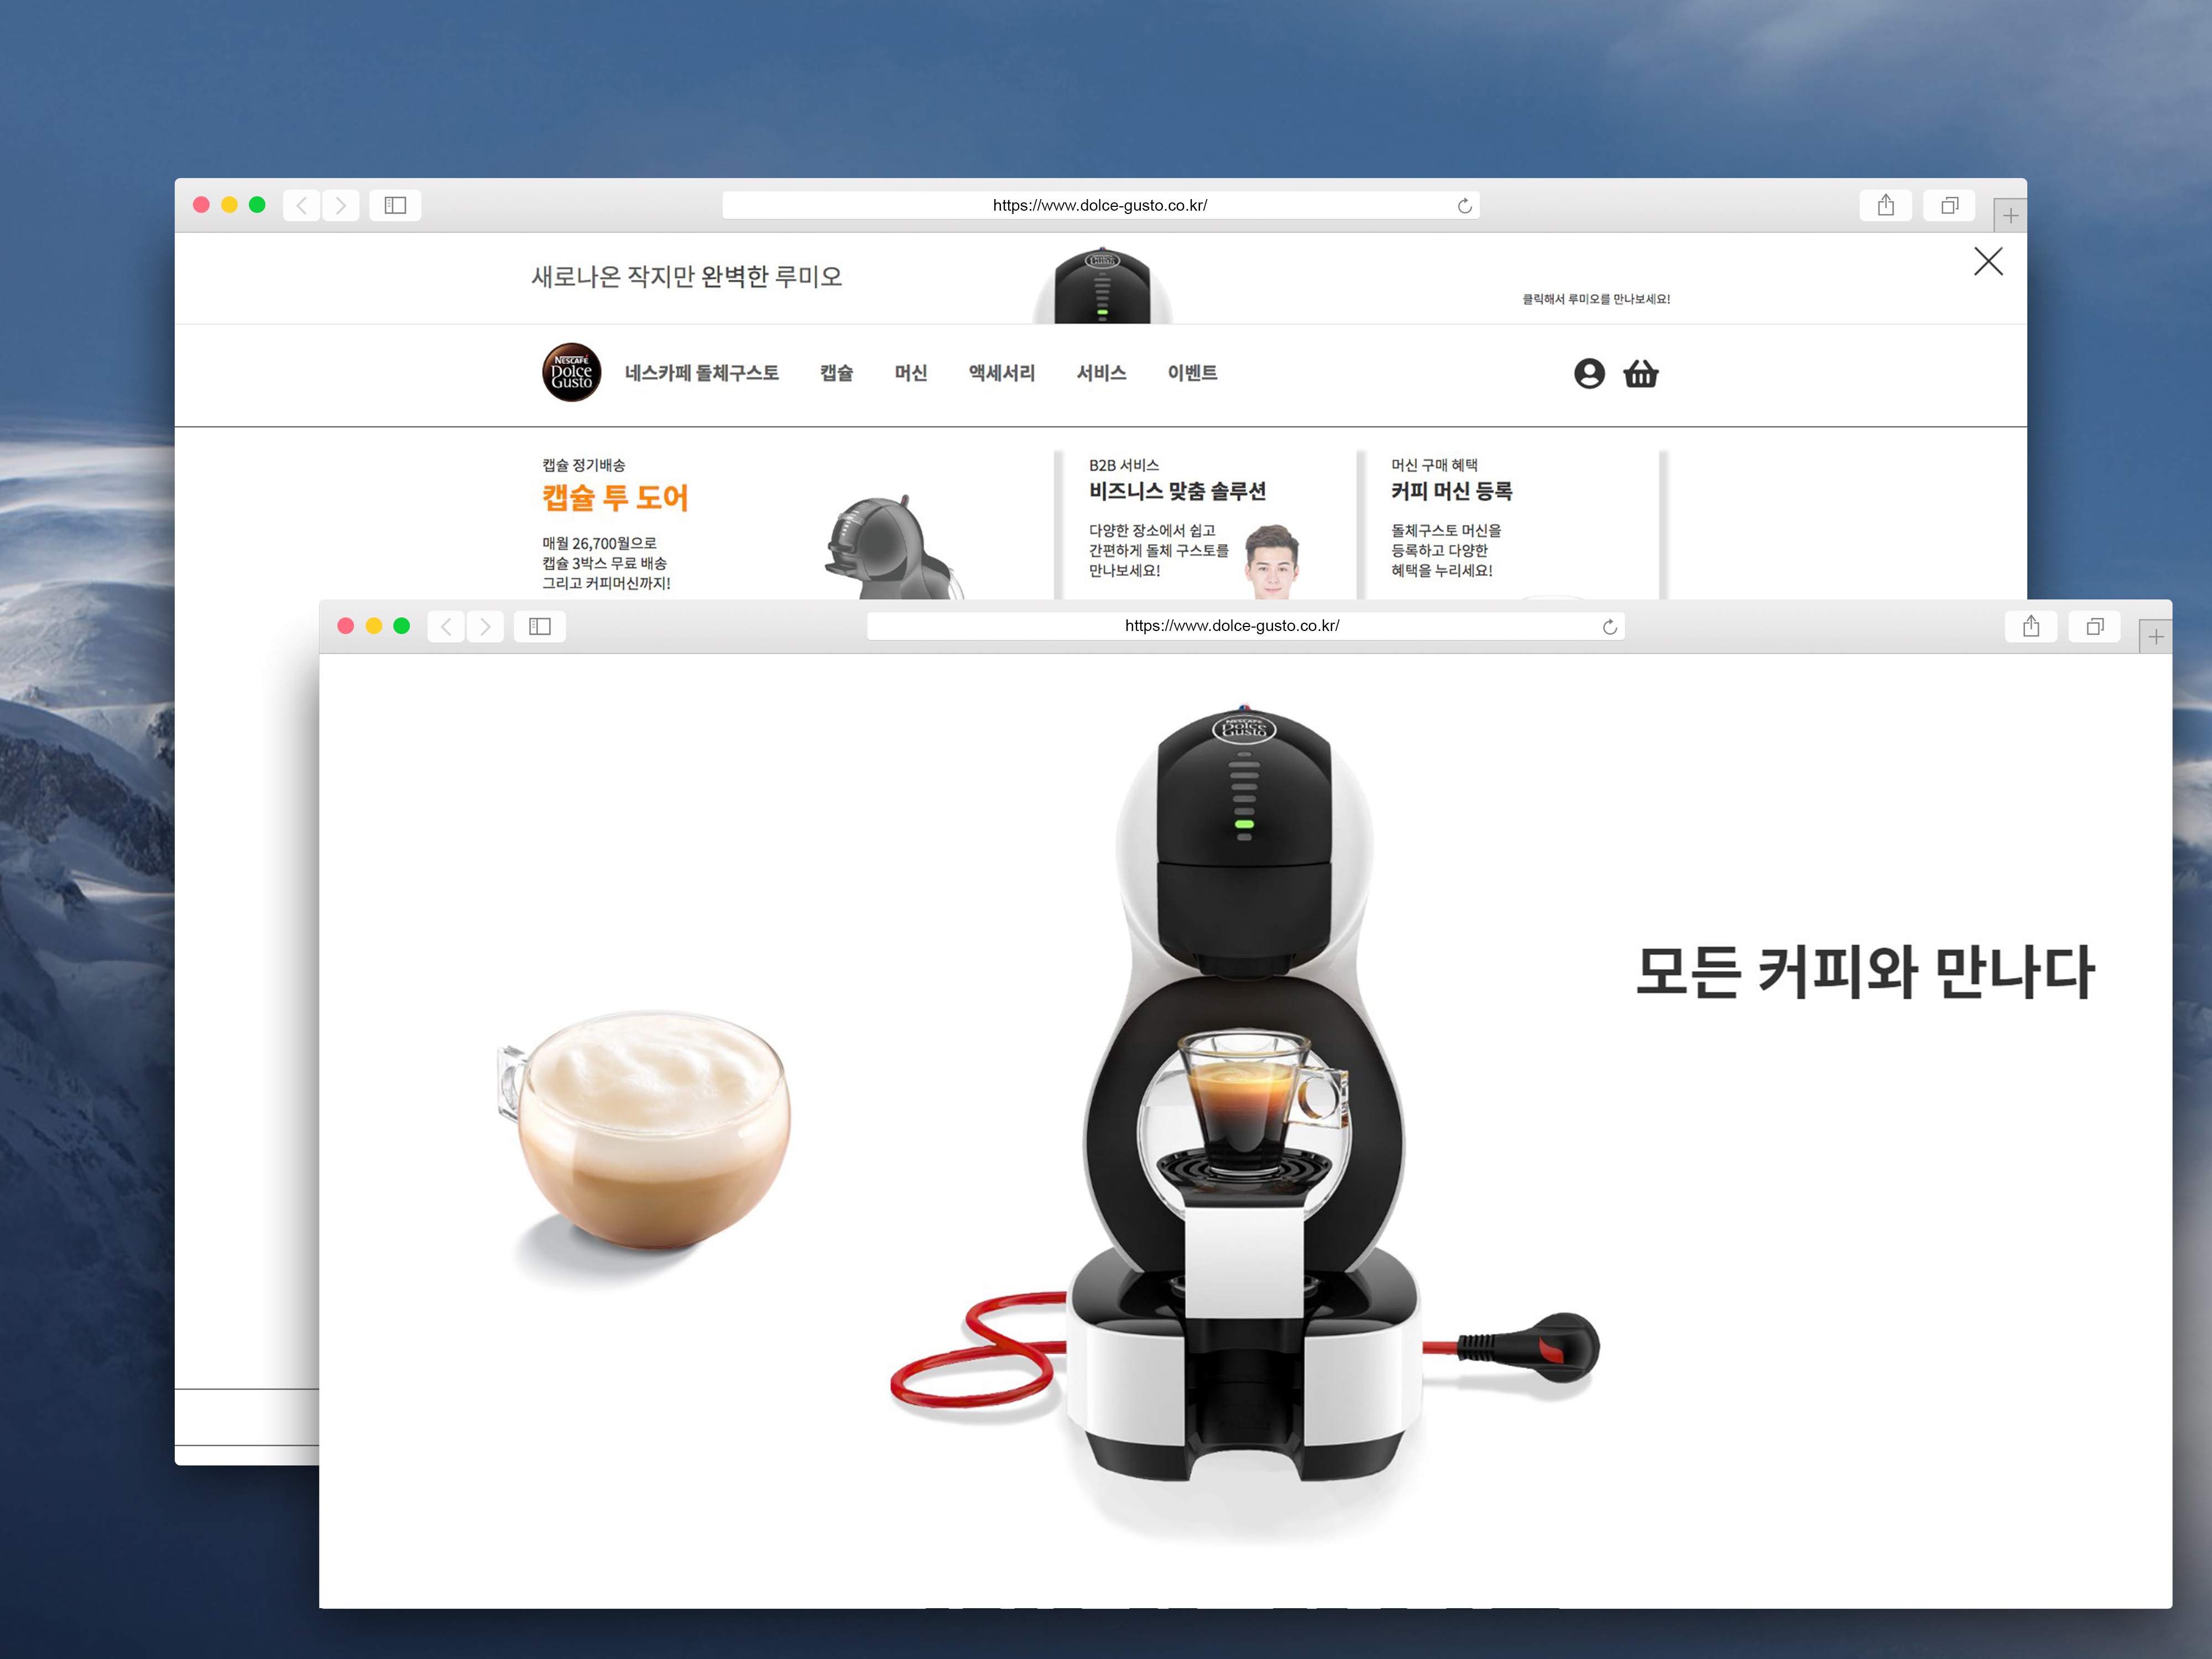 https://www.dolce-gusto.co.kr/
새로나온 작지만 완벽한 루미오
클릭해서 루미오를 만나보세요!
NESCAFÉ
Dolce
Gusto
네스카페 돌체구스토 캡슐 머신 액세서리 서비스 이벤트
캡슐 정기배송
캡슐 투 도어
매월 26,700월으로
캡슐 3박스 무료 배송
그리고 커피머신까지!
B2B 서비스
비즈니스 맞춤 솔루션
다양한 장소에서 쉽고
간편하게 돌체 구스토를
만나보세요!
머신 구매 혜택
커피 머신 등록
돌체구스토 머신을
등록하고 다양한
혜택을 누리세요!
https://www.dolce-gusto.co.kr/
NESCAFÉ
Dolce
Gusto
모든 커피와 만나다